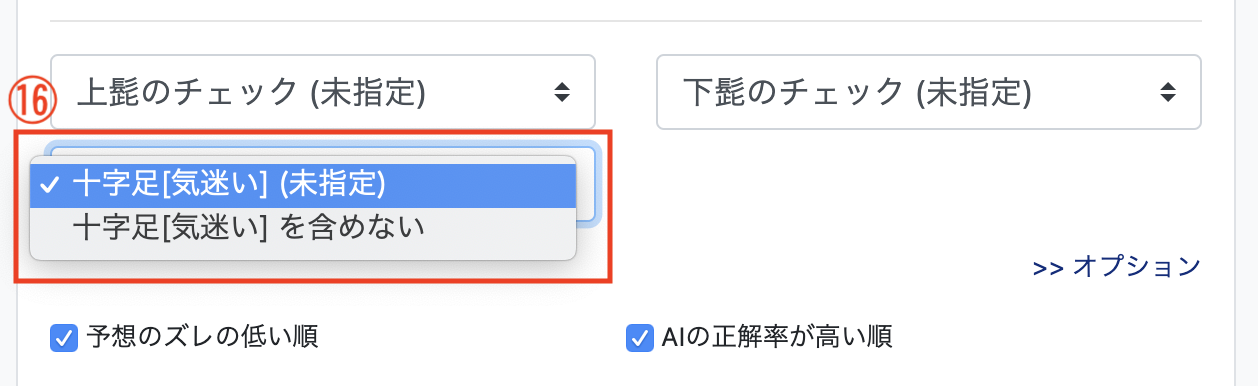 ⑯
上髭のチェック (未指定)
下髭のチェック (未指定)
十字足[気迷い] (未指定)
十字足[気迷い] を含めない
>> オプション
予想のズレの低い順
AIの正解率が高い順